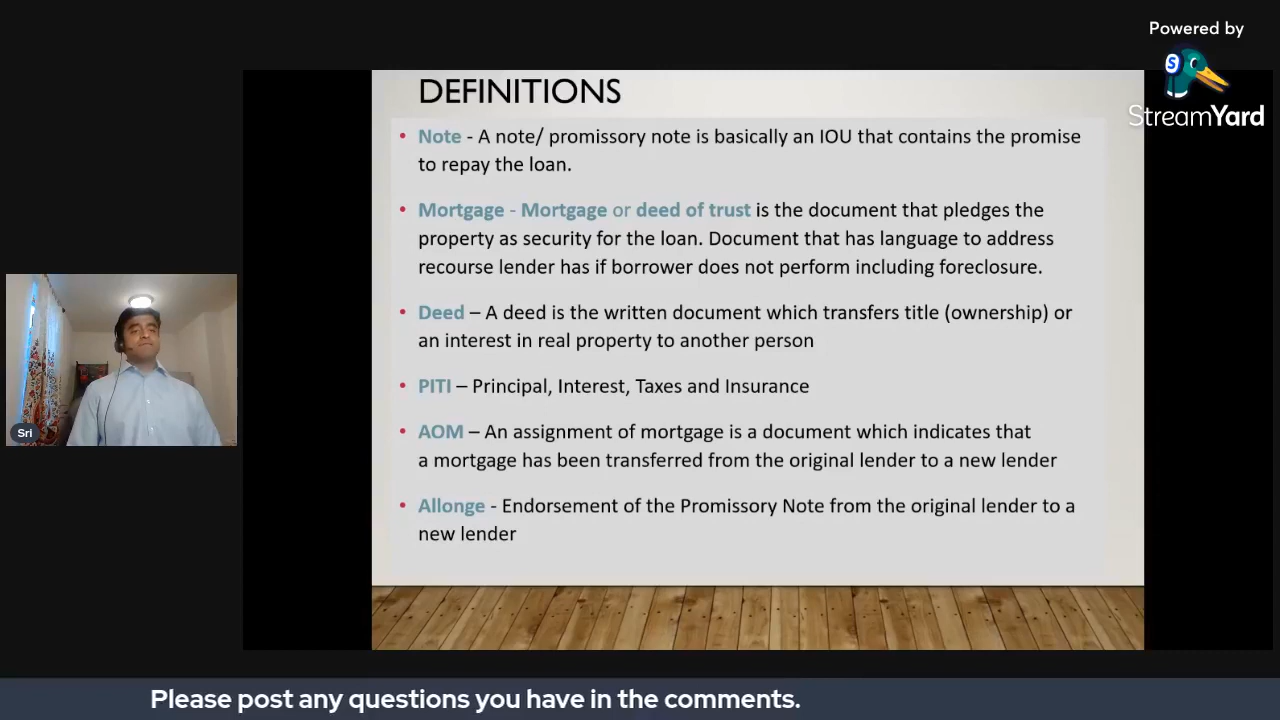 Powered by
S
StreamYard
DEFINITIONS
• Note - A note/ promissory note is basically an IOU that contains the promise
to repay the loan.
• Mortgage - Mortgage or deed of trust is the document that pledges the
property as security for the loan. Document that has language to address
recourse lender has if borrower does not perform including foreclosure.
• Deed – A deed is the written document which transfers title (ownership) or
an interest in real property to another person
• PITI – Principal, Interest, Taxes and Insurance
• AOM – An assignment of mortgage is a document which indicates that
a mortgage has been transferred from the original lender to a new lender
• Allonge - Endorsement of the Promissory Note from the original lender to a
new lender
Sri
Please post any questions you have in the comments.